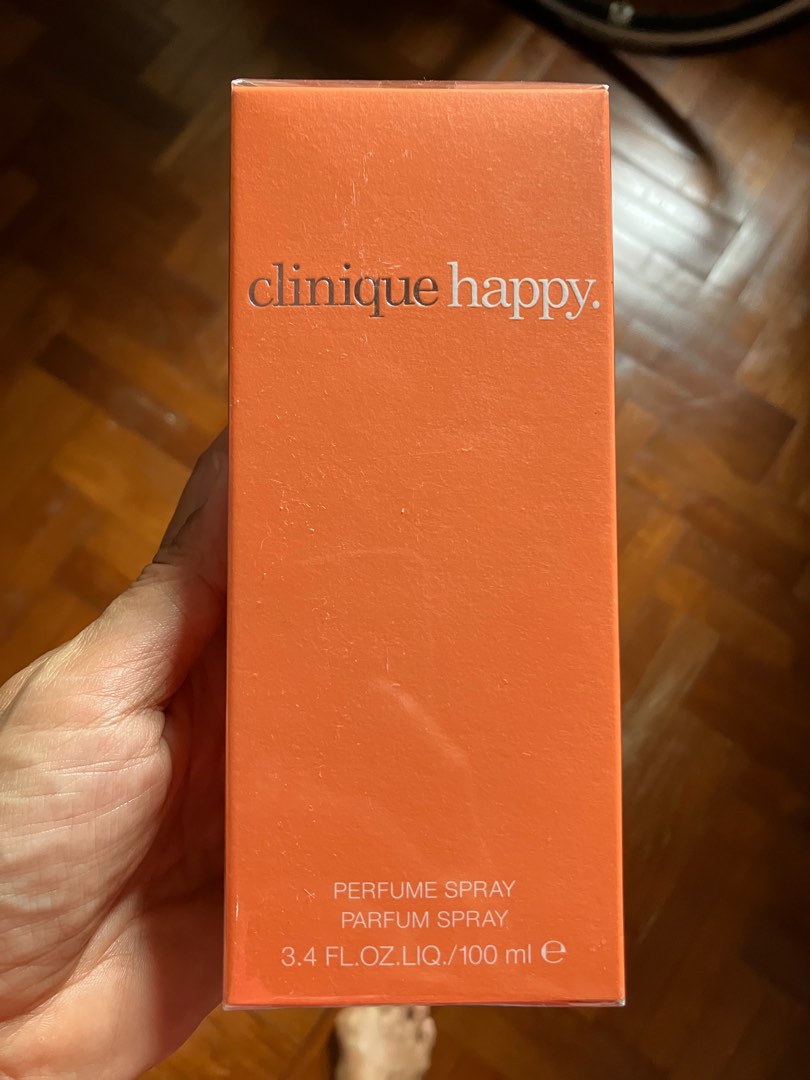 clinique happy.
PERFUME SPRAY
PARFUM SPRAY
3.4 FL.OZ.LIQ./100 ml ℮